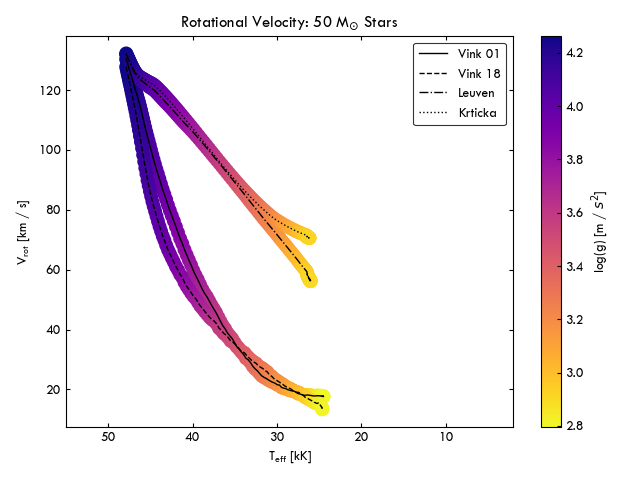 Rotational Velocity: 50 M⊙ Stars
Vink 01
Vink 18
Leuven
Krticka
120
100
80
60
40
20
V_rot [km / s]
50 40 30 20 10
T_eff [kK]
4.2
4.0
3.8
3.6
3.4
3.2
3.0
2.8
log(g) [m / s²]